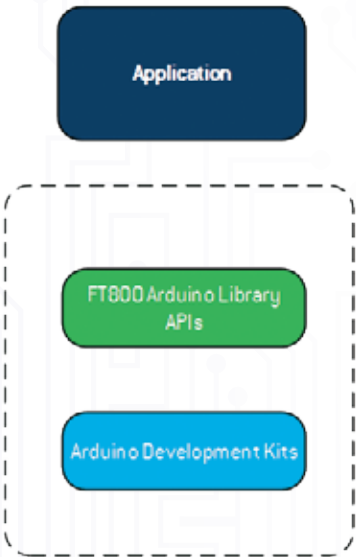 Application
FT800 Arduino Library
APIs
Arduino Development Kits